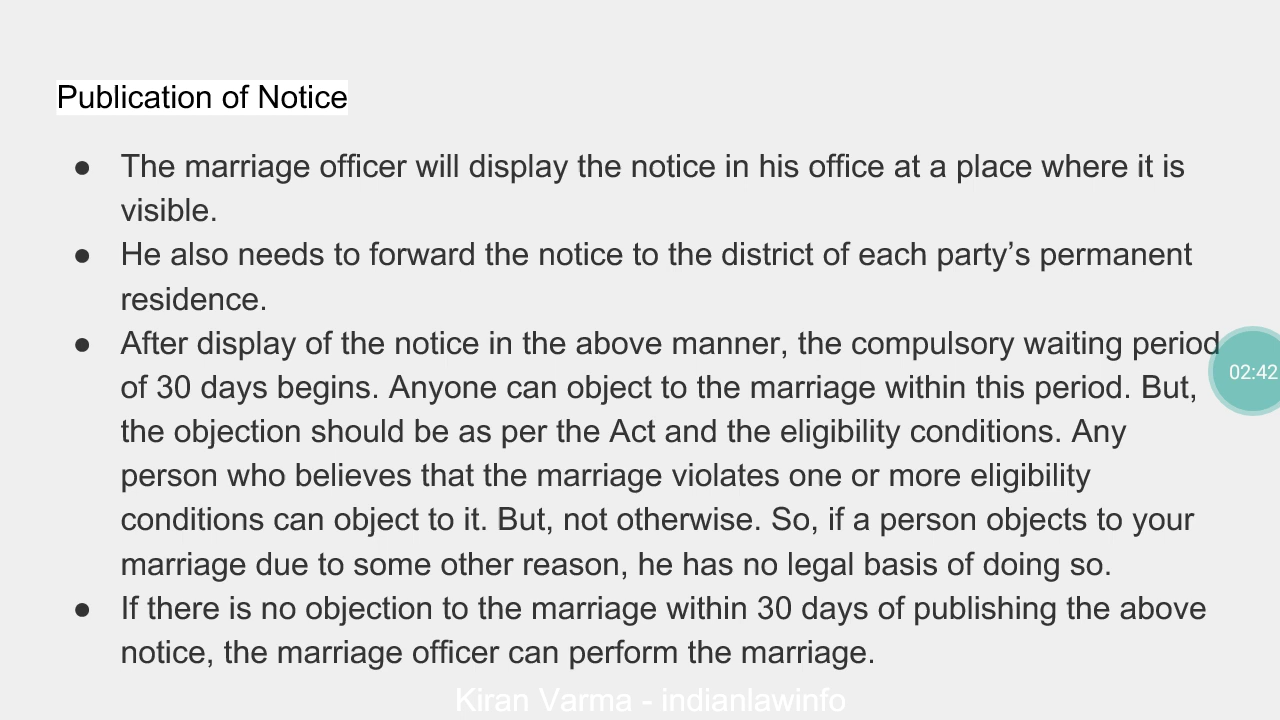 Publication of Notice
● The marriage officer will display the notice in his office at a place where it is
visible.
● He also needs to forward the notice to the district of each party’s permanent
residence.
● After display of the notice in the above manner, the compulsory waiting period
of 30 days begins. Anyone can object to the marriage within this period. But,
the objection should be as per the Act and the eligibility conditions. Any
person who believes that the marriage violates one or more eligibility
conditions can object to it. But, not otherwise. So, if a person objects to your
marriage due to some other reason, he has no legal basis of doing so.
● If there is no objection to the marriage within 30 days of publishing the above
notice, the marriage officer can perform the marriage.
02:42
Kiran Varma - indianlawinfo